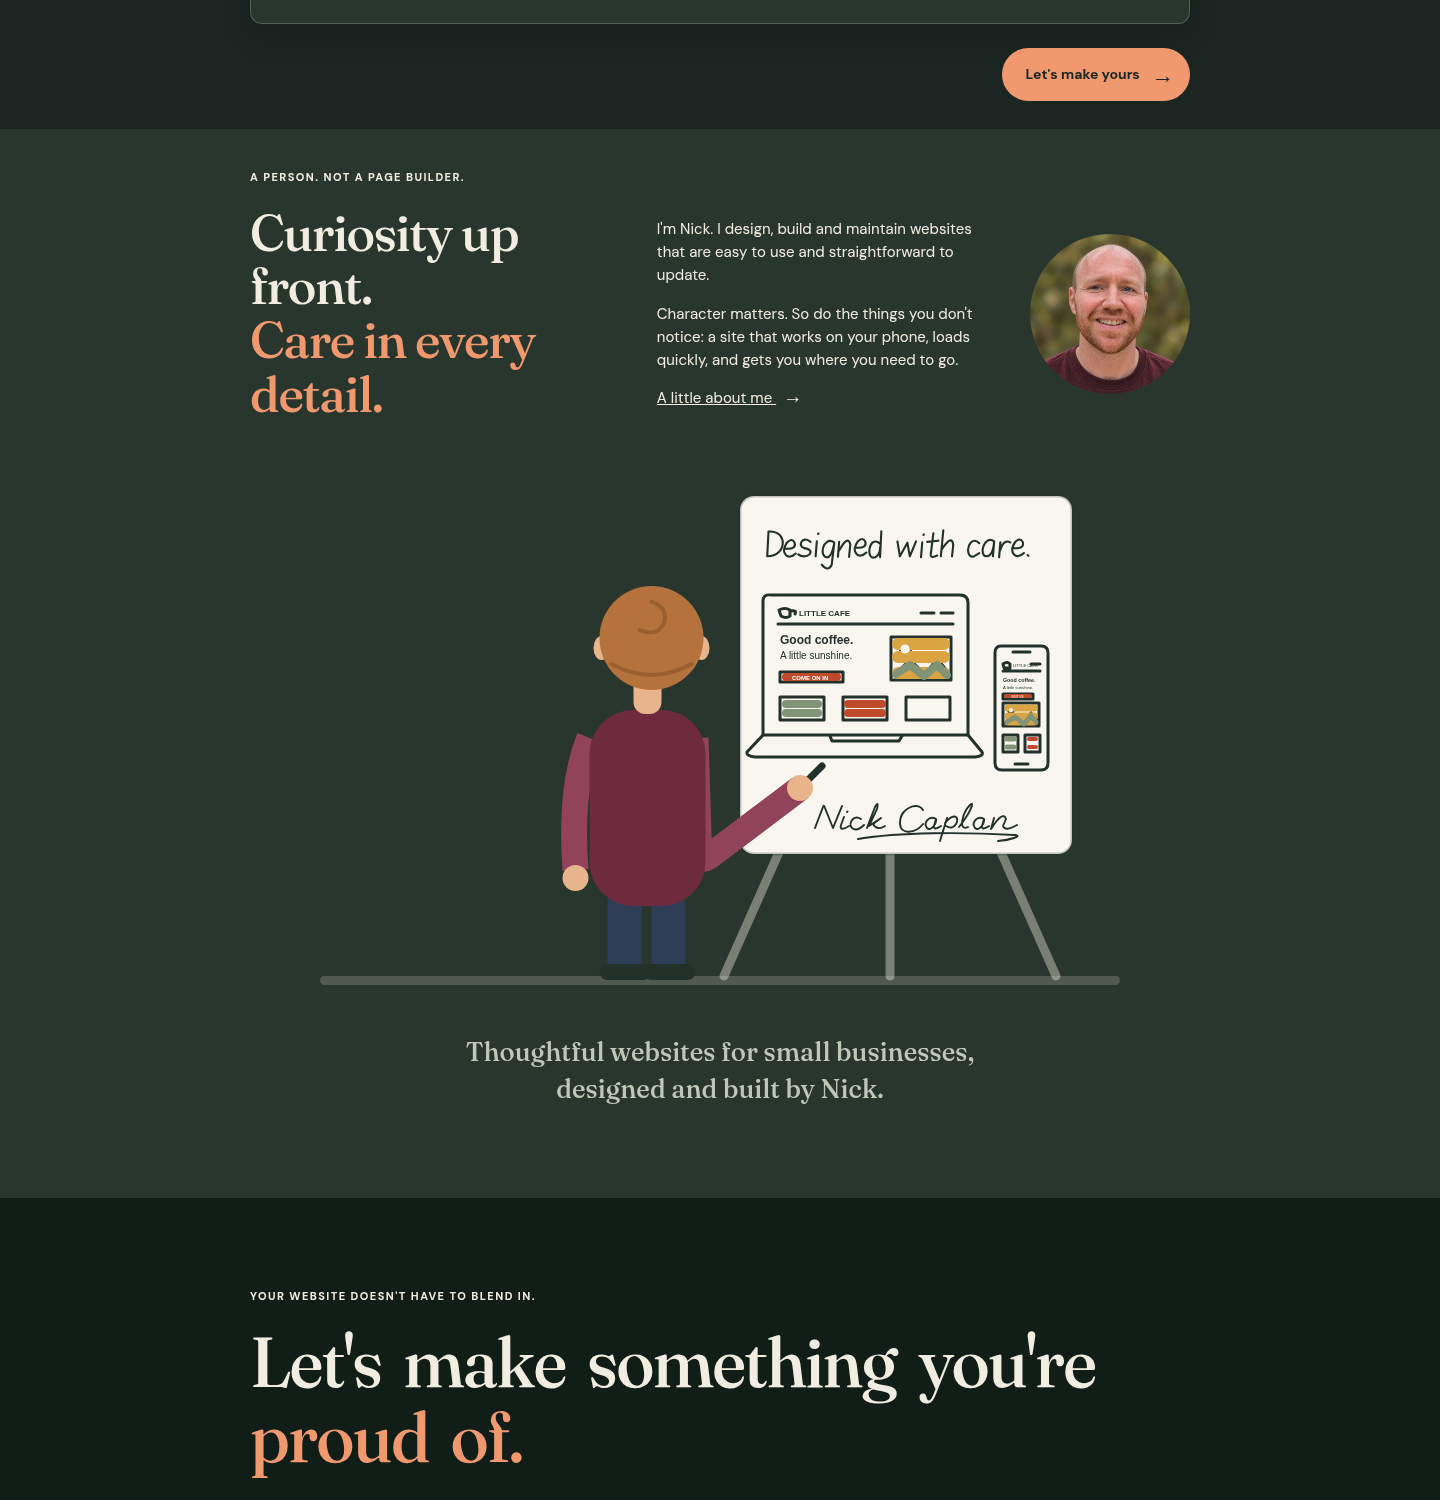 Let's make yours →
A PERSON. NOT A PAGE BUILDER.
Curiosity up
front.
Care in every
detail.
I'm Nick. I design, build and maintain websites
that are easy to use and straightforward to
update.
Character matters. So do the things you don't
notice: a site that works on your phone, loads
quickly, and gets you where you need to go.
A little about me →
Designed with care.
LITTLE CAFE
Good coffee.
A little sunshine.
COME ON IN
Good coffee.
A little sunshine.
Nick Caplan
Thoughtful websites for small businesses,
designed and built by Nick.
YOUR WEBSITE DOESN'T HAVE TO BLEND IN.
Let's make something you're
proud of.